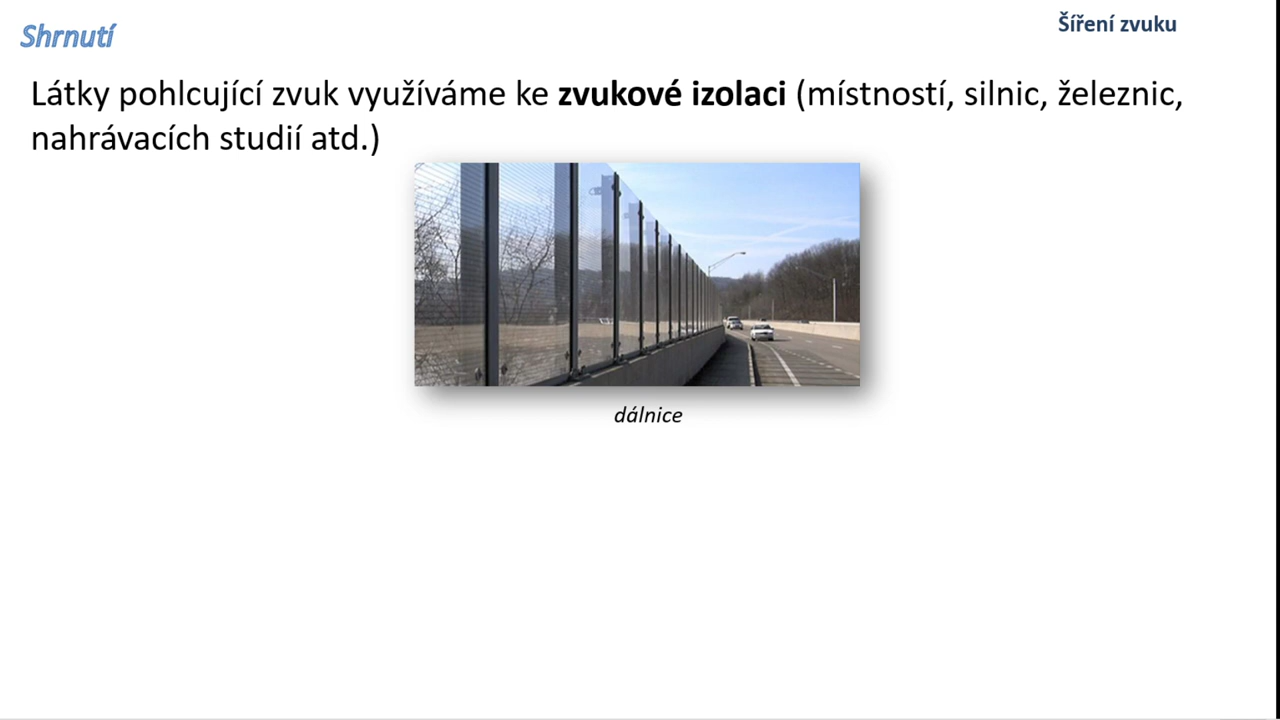 Shrnutí
Šíření zvuku
Látky pohlcující zvuk využíváme ke zvukové izolaci (místností, silnic, železnic,
nahrávacích studií atd.)
dálnice